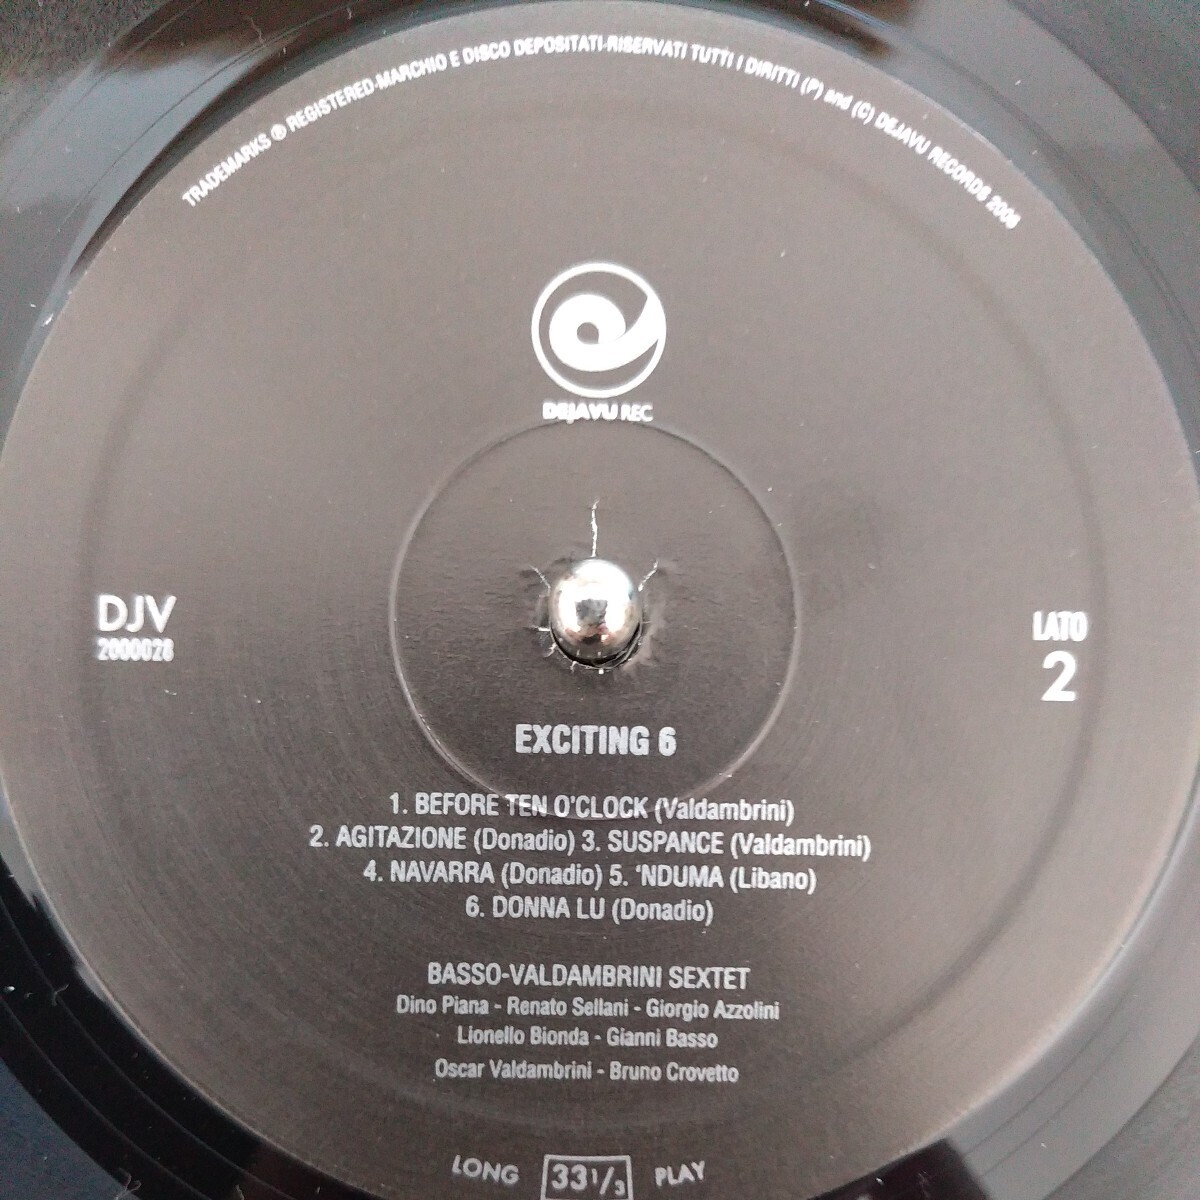 TRADEMARKS ® REGISTERED-MARCHIO E DISCO DEPOSITATI-RISERVATI TUTTI I DIRITTI (P) and (C) DEJAVU RECORDS 2006
DEJAVU REC
DJV
2000028
LATO
2
EXCITING 6
1. BEFORE TEN O'CLOCK (Valdambrini)
2. AGITAZIONE (Donadio) 3. SUSPANCE (Valdambrini)
4. NAVARRA (Donadio) 5. 'NDUMA (Libano)
6. DONNA LU (Donadio)
BASSO-VALDAMBRINI SEXTET
Dino Piana - Renato Sellani - Giorgio Azzolini
Lionello Bionda - Gianni Basso
Oscar Valdambrini - Bruno Crovetto
LONG 33 1/3 PLAY